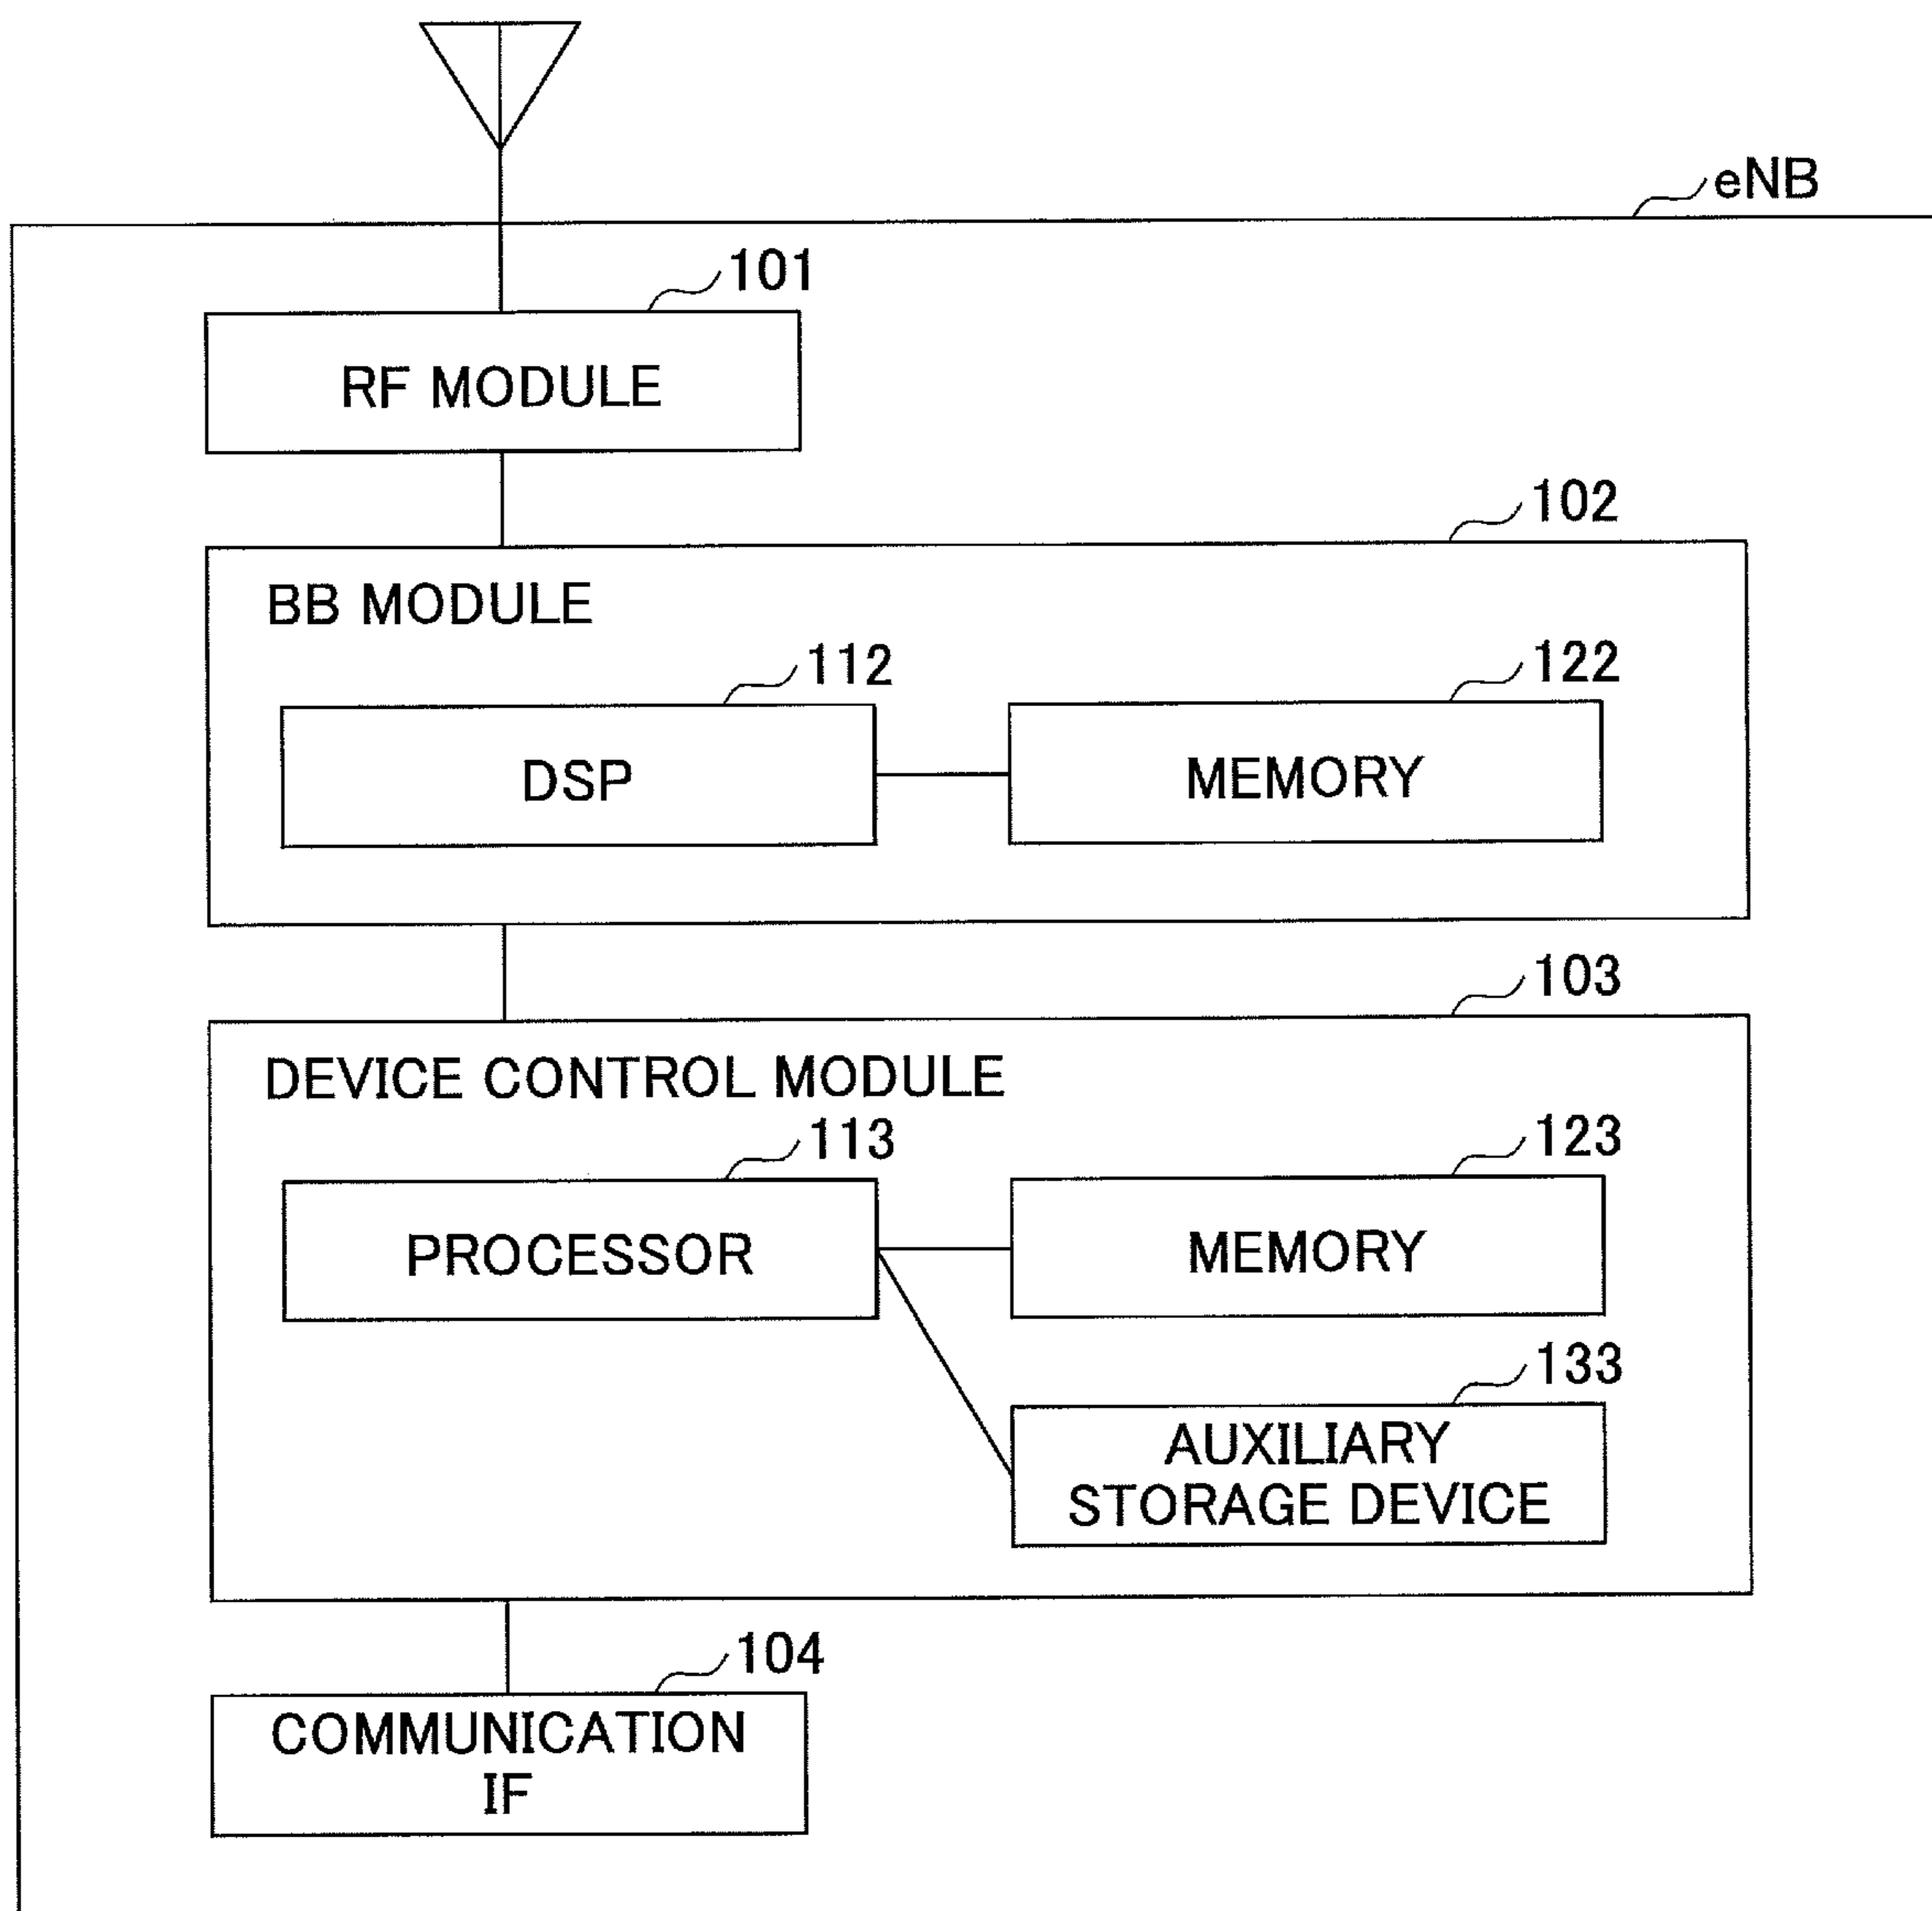 eNB
101
RF MODULE
102
BB MODULE
112
122
DSP
MEMORY
103
DEVICE CONTROL MODULE
113
123
PROCESSOR
MEMORY
133
AUXILIARY
STORAGE DEVICE
104
COMMUNICATION
IF